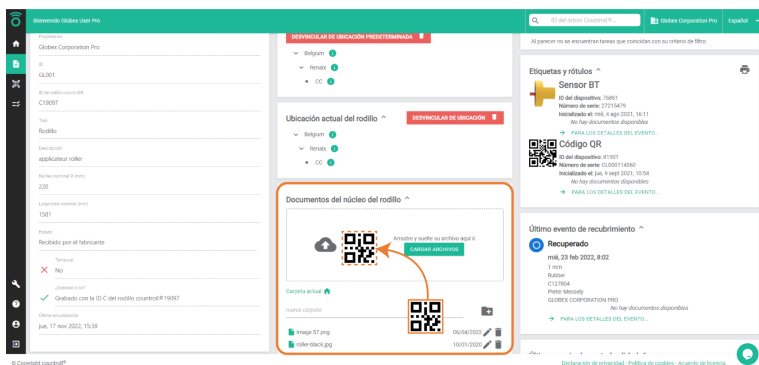 Bienvenido Globex User Pro
ID del activo Countroll®...
Globex Corporation Pro
Español
Propietario
Globex Corporation Pro
ID
GL001
ID de rodillo countroll®
C19097
Tipo
Rodillo
Descripción
applicateur roller
Núcleo nominal Ø (mm)
220
Largo total nominal (mm)
1581
Estado
Recibido por el fabricante
Temporal
No
¿Grabado o no?
Grabado con la ID C del rodillo countroll®19097
Última actualización
jue, 17 nov 2022, 15:38
DESVINCULAR DE UBICACIÓN PREDETERMINADA
Belgium
Renaix
CC
Ubicación actual del rodillo
DESVINCULAR DE UBICACIÓN
Belgium
Renaix
CC
Documentos del núcleo del rodillo
Arrastre y suelte su archivo aquí ó
CARGAR ARCHIVOS
Carpeta actual
nueva carpeta
Image 57.png
06/04/2022
roller-black.jpg
10/01/2020
Al parecer no se encuentran tareas que coincidan con su criterio de filtro
Etiquetas y rótulos
Sensor BT
ID del dispositivo: 76861
Número de serie: 27215479
Inicializado el: mié, 4 ago 2021, 16:11
No hay documentos disponibles
PARA LOS DETALLES DEL EVENTO...
Código QR
ID del dispositivo: 81501
Número de serie: CL000114060
Inicializado el: jue, 9 sept 2021, 10:54
No hay documentos disponibles
PARA LOS DETALLES DEL EVENTO...
Último evento de recubrimiento
Recuperado
mié, 23 feb 2022, 8:02
1 mm
Rubber
C127864
Pieter Messely
GLOBEX CORPORATION PRO
No hay documentos disponibles
PARA LOS DETALLES DEL EVENTO...
© Copyright countroll®
Declaración de privacidad - Política de cookies - Acuerdo de licencia